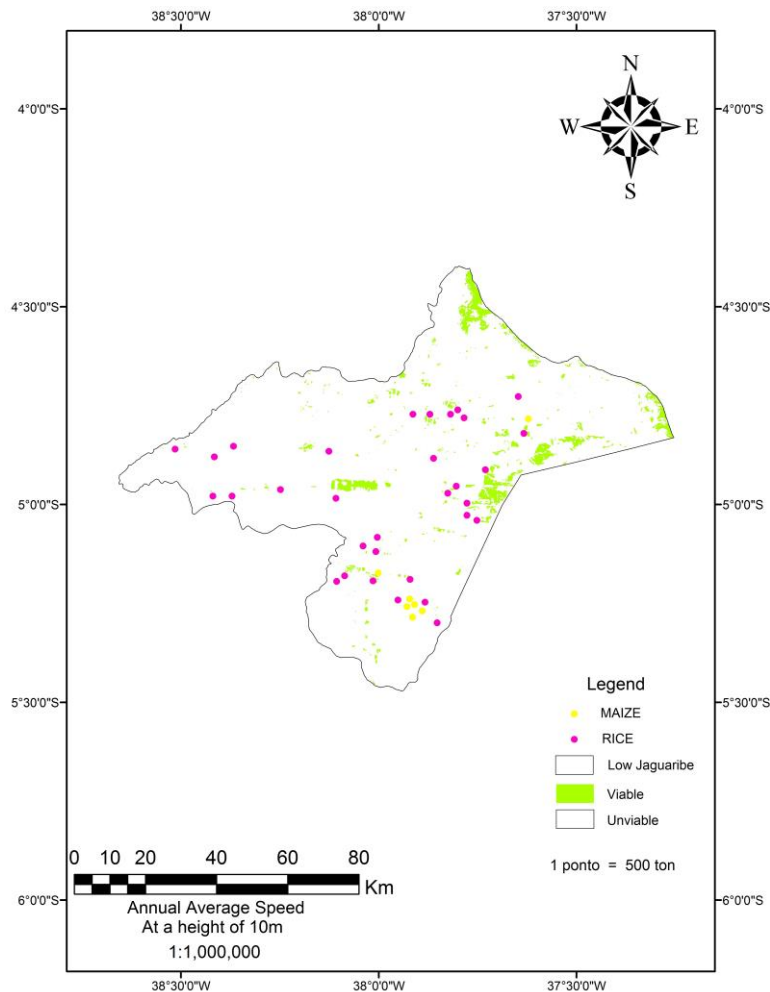 38°30'0"W 38°0'0"W 37°30'0"W
4°0'0"S 4°0'0"S
N
W E
S
4°30'0"S 4°30'0"S
5°0'0"S 5°0'0"S
5°30'0"S 5°30'0"S
Legend
MAIZE
RICE
Low Jaguaribe
Viable
Unviable
1 ponto = 500 ton
0 10 20 40 60 80
Km
Annual Average Speed
At a height of 10m
1:1,000,000
6°0'0"S 6°0'0"S
38°30'0"W 38°0'0"W 37°30'0"W